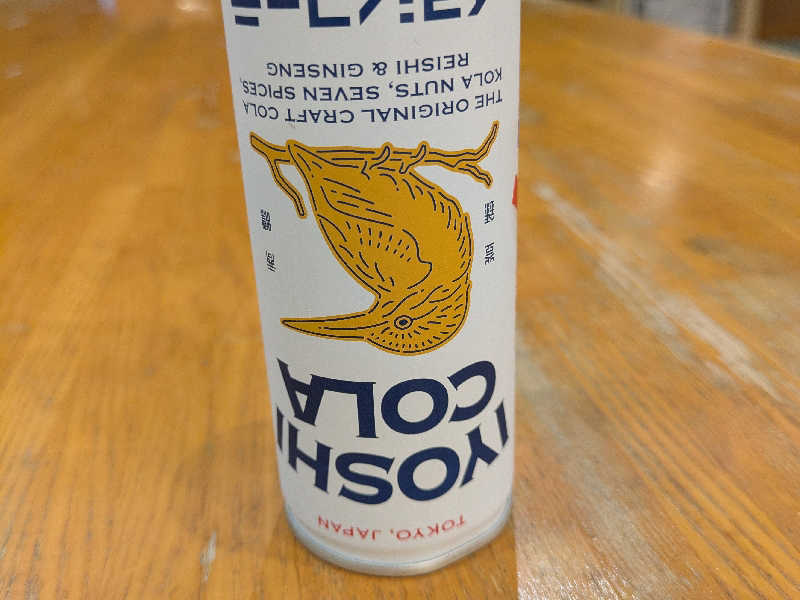 TOKYO, JAPAN
IYOSHI
COLA
THE ORIGINAL CRAFT COLA
KOLA NUTS, SEVEN SPICES,
REISHI & GINSENG